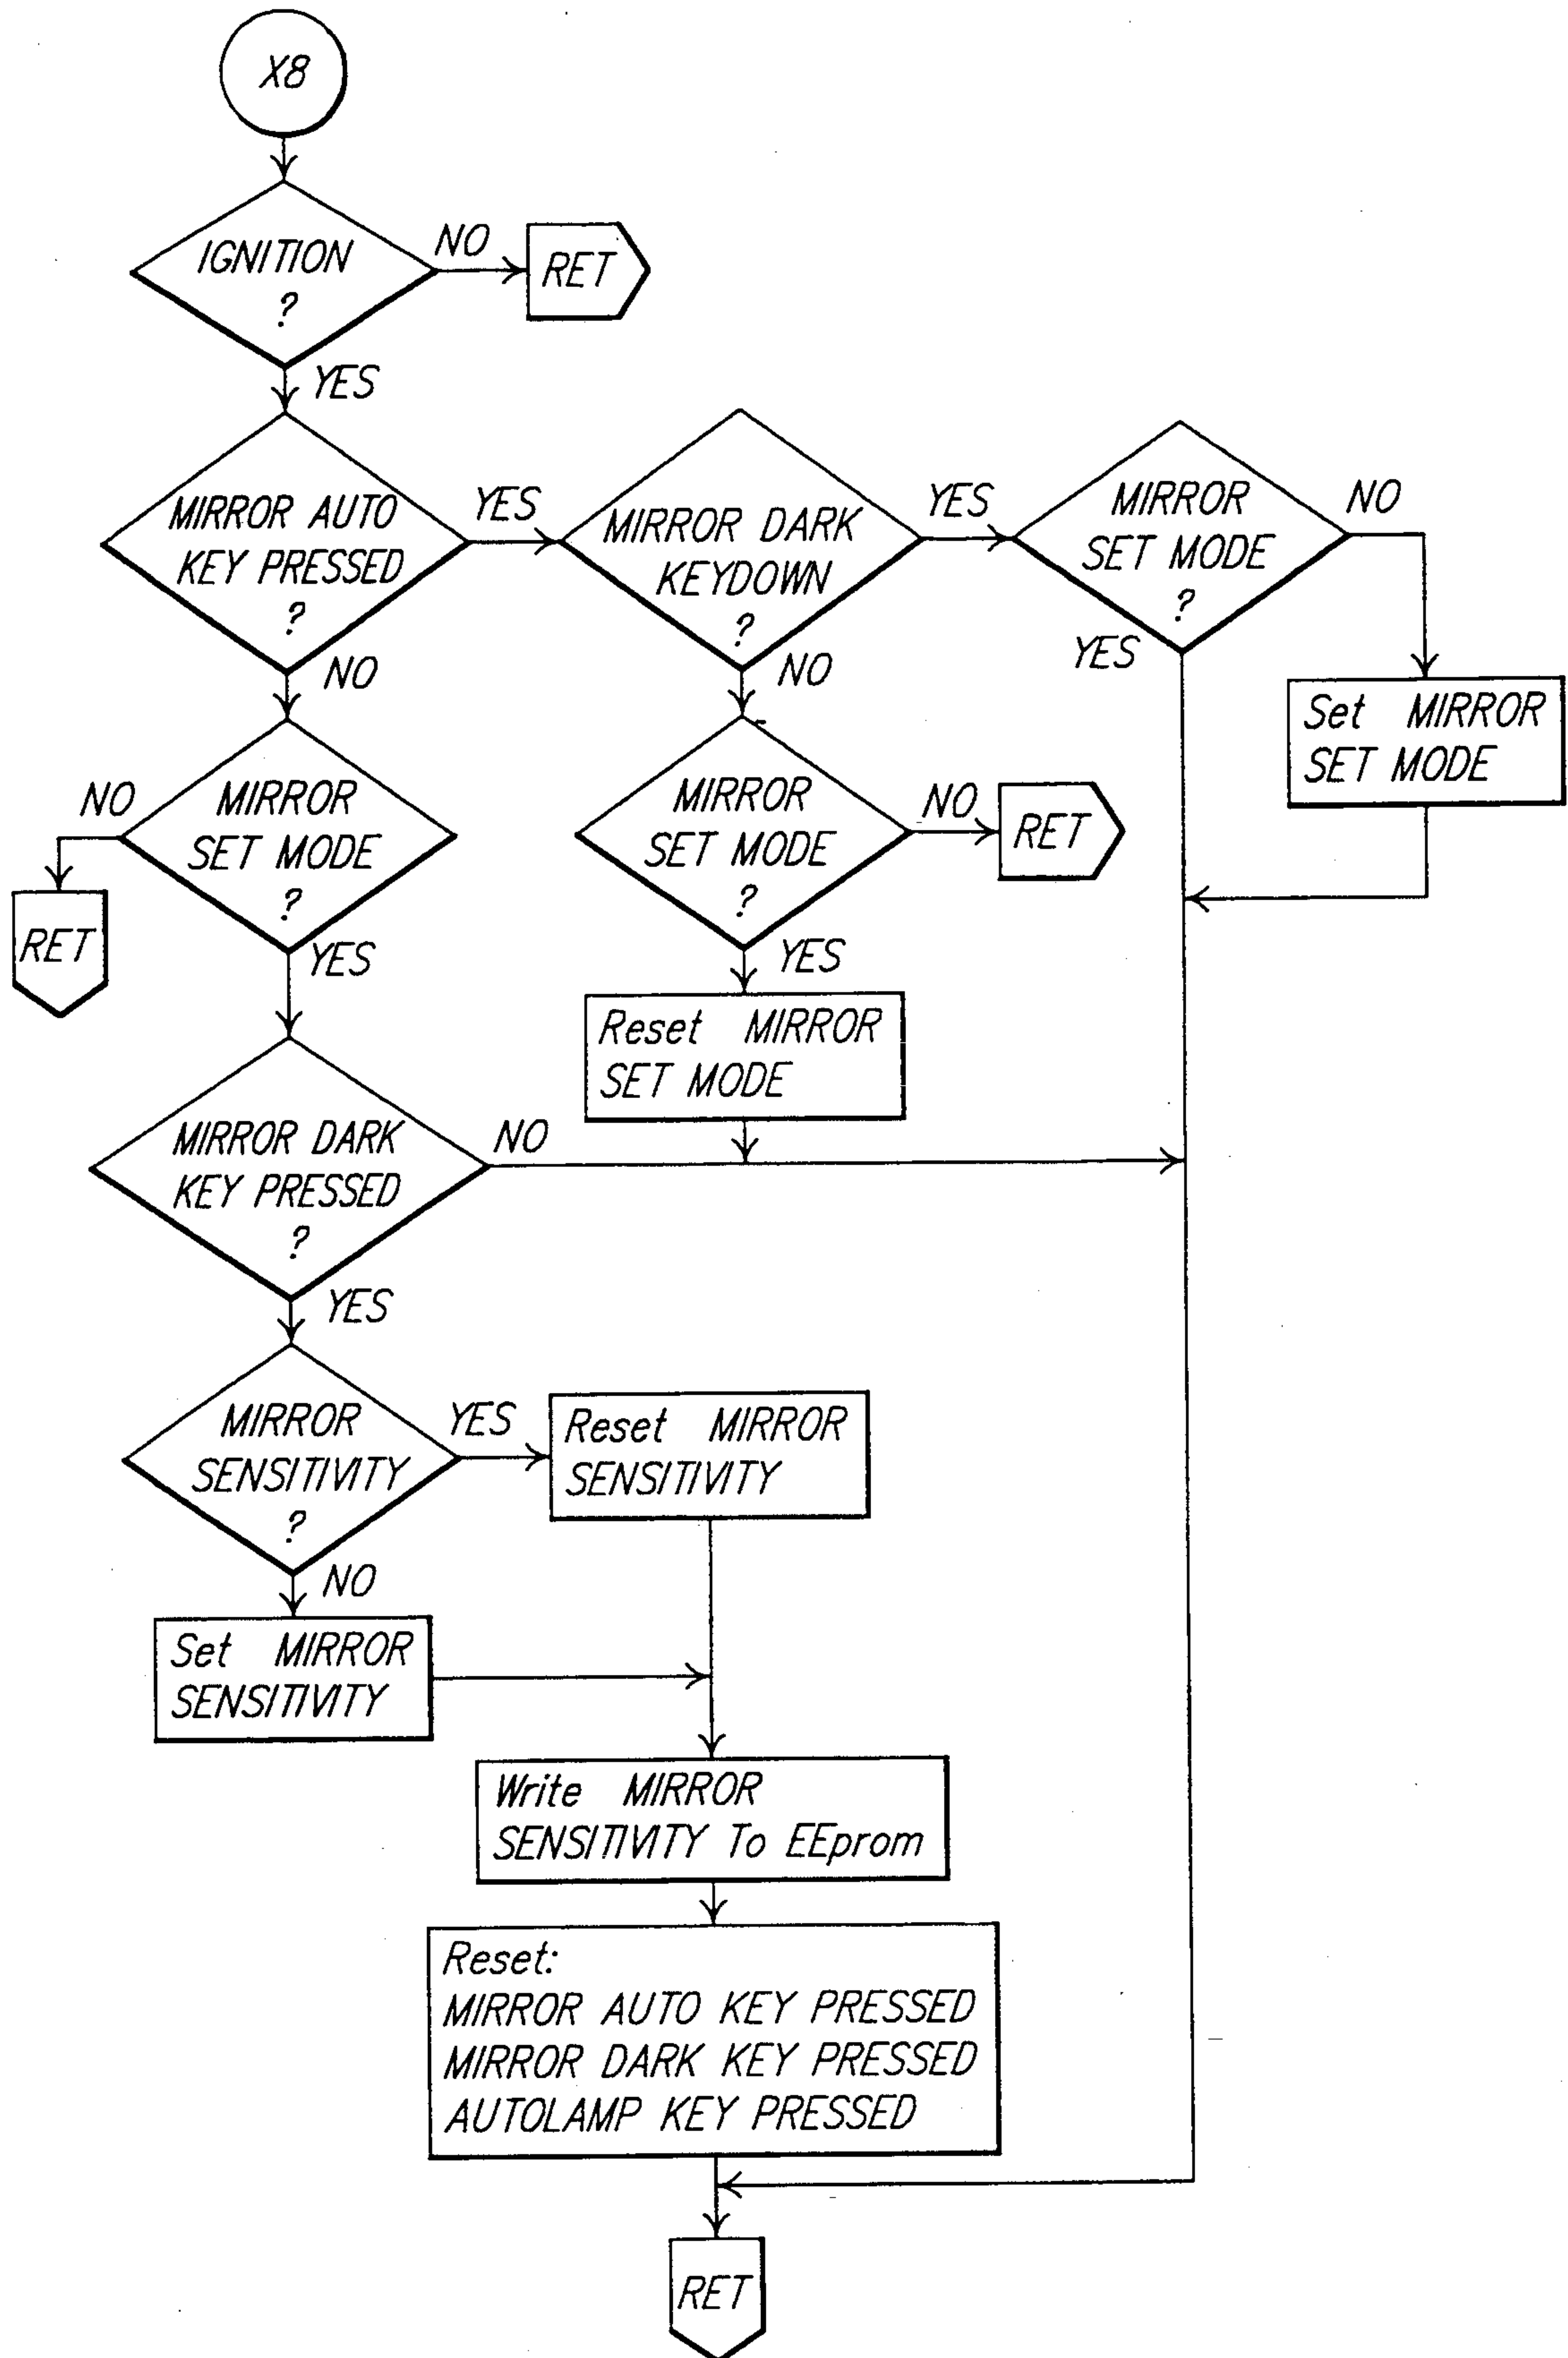 X8
IGNITION
?
NO
RET
YES
MIRROR AUTO
KEY PRESSED
?
YES
MIRROR DARK
KEYDOWN
?
YES
MIRROR
SET MODE
?
NO
YES
Set MIRROR
SET MODE
NO
NO
MIRROR
SET MODE
?
NO
RET
YES
MIRROR
SET MODE
?
NO
RET
YES
Reset MIRROR
SET MODE
MIRROR DARK
KEY PRESSED
?
NO
YES
MIRROR
SENSITIVITY
?
YES
Reset MIRROR
SENSITIVITY
NO
Set MIRROR
SENSITIVITY
Write MIRROR
SENSITIVITY To EEprom
Reset:
MIRROR AUTO KEY PRESSED
MIRROR DARK KEY PRESSED
AUTOLAMP KEY PRESSED
RET